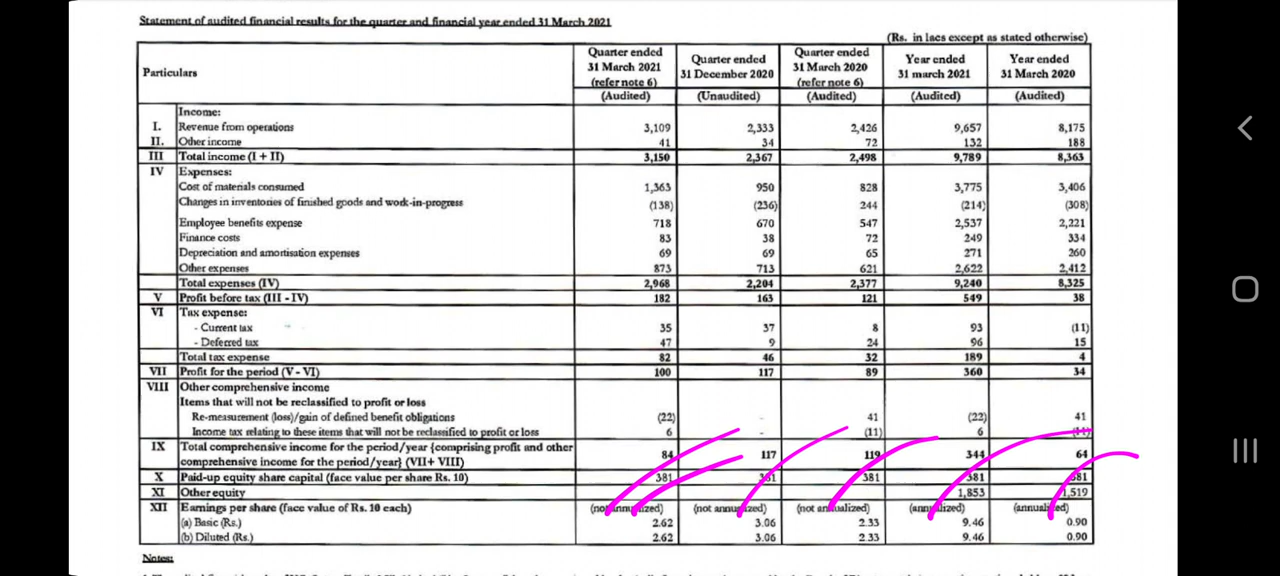 Statement of audited financial results for the quarter and financial year ended 31 March 2021
(Rs. in lacs except as stated otherwise)
Particulars Quarter ended 31 March 2021 (refer note 6) Quarter ended 31 December 2020 Quarter ended 31 March 2020 (refer note 6) Year ended 31 march 2021 Year ended 31 March 2020
(Audited) (Unaudited) (Audited) (Audited) (Audited)
Income:
I. Revenue from operations 3,109 2,333 2,426 9,657 8,175
II. Other income 41 34 72 132 188
III Total income (I + II) 3,150 2,367 2,498 9,789 8,363
IV Expenses:
Cost of materials consumed 1,363 950 828 3,775 3,406
Changes in inventories of finished goods and work-in-progress (138) (236) 244 (214) (308)
Employee benefits expense 718 670 547 2,537 2,221
Finance costs 83 38 72 249 334
Depreciation and amortisation expenses 69 69 65 271 260
Other expenses 873 713 621 2,622 2,412
Total expenses (IV) 2,968 2,204 2,377 9,240 8,325
V Profit before tax (III - IV) 182 163 121 549 38
VI Tax expense:
- Current tax 35 37 8 93 (11)
- Deferred tax 47 9 24 96 15
Total tax expense 82 46 32 189 4
VII Profit for the period (V - VI) 100 117 89 360 34
VIII Other comprehensive income
Items that will not be reclassified to profit or loss
Re-measurement (loss)/gain of defined benefit obligations (22) - 41 (22) 41
Income tax relating to these items that will not be reclassified to profit or loss 6 - (11) 6 (11)
IX Total comprehensive income for the period/year {comprising profit and other comprehensive income for the period/year} (VII+ VIII) 84 117 119 344 64
X Paid-up equity share capital (face value per share Rs. 10) 381 381 381 381 381
XI Other equity 1,853 1,519
XII Earnings per share (face value of Rs. 10 each) (not annualized) (not annualized) (not annualized) (annualized) (annualized)
(a) Basic (Rs.) 2.62 3.06 2.33 9.46 0.90
(b) Diluted (Rs.) 2.62 3.06 2.33 9.46 0.90
Notes: